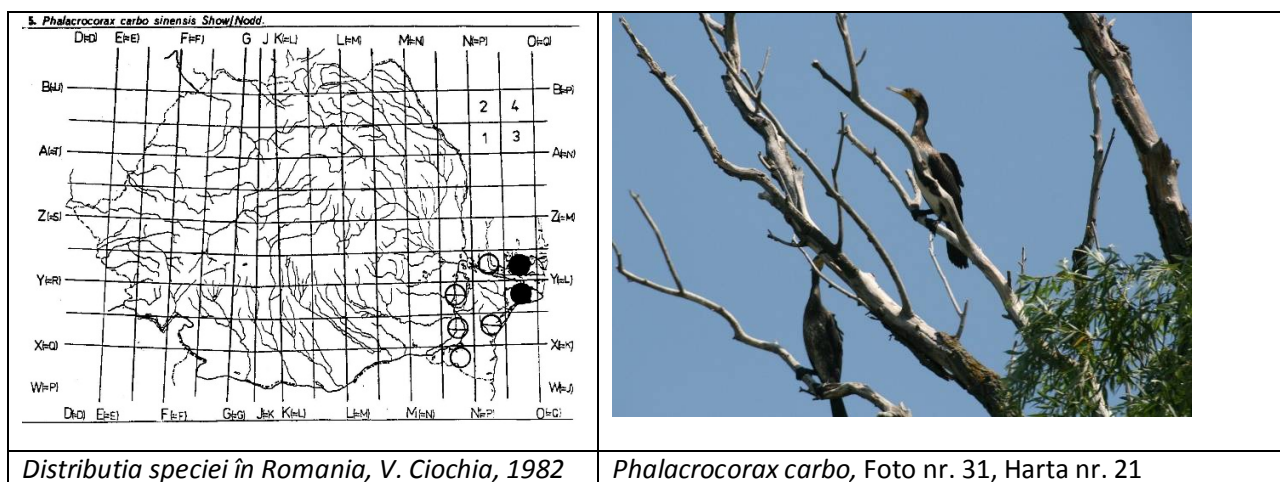 5. Phalacrocorax carbo sinensis Show/Nodd.
D(=D) E(=E) F(=F) G J K(=L) L(=M) M(=N) N(=P) O(=Q)
B(=U) B(=P)
2 4
1 3
A(=T) A(=N)
Z(=S) Z(=M)
Y(=R) Y(=L)
X(=Q) X(=K)
W(=P) W(=J)
D(=D) E(=E) F(=F) G(=G) J(=K K(=L) L(=M) M(=N) N(=P) O(=Q)
Distributia speciei în Romania, V. Ciochia, 1982
Phalacrocorax carbo, Foto nr. 31, Harta nr. 21